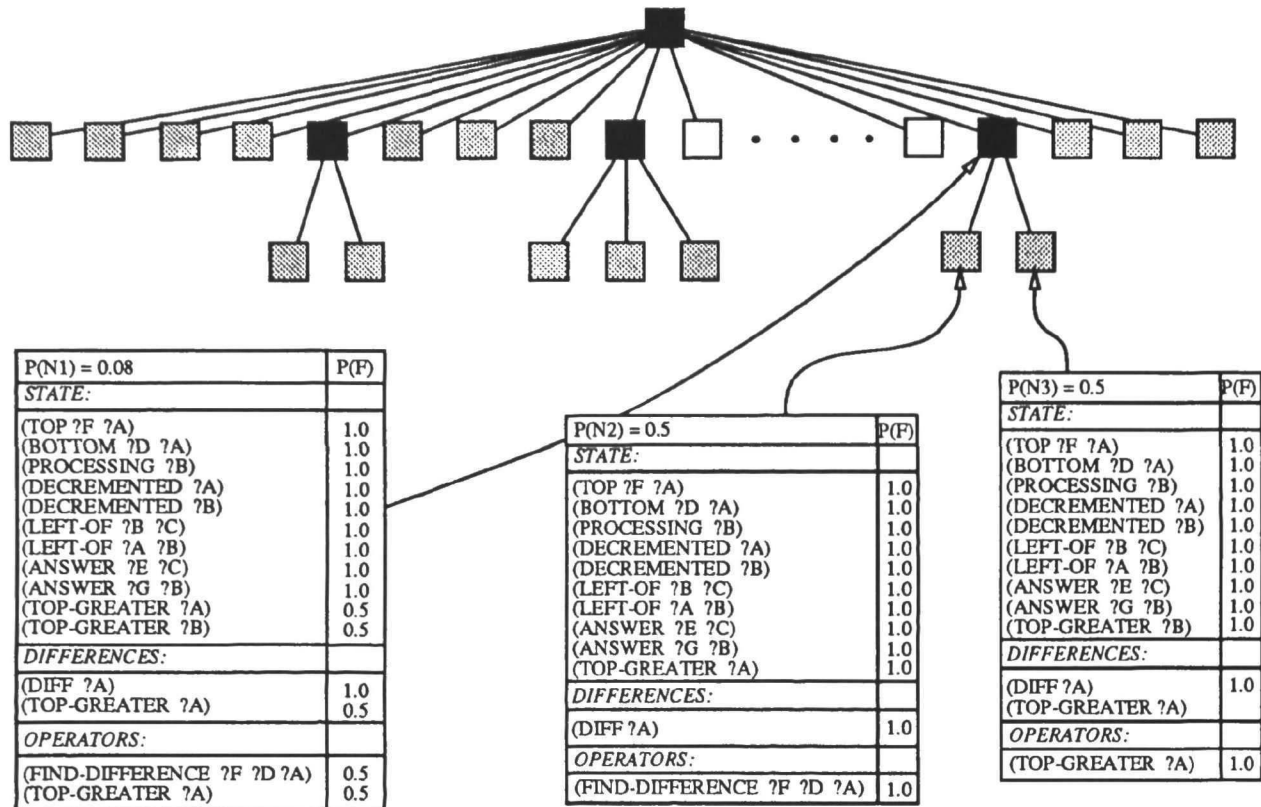 P(N1) = 0.08 P(F)
STATE:
(TOP ?F ?A) 1.0
(BOTTOM ?D ?A) 1.0
(PROCESSING ?B) 1.0
(DECREMENTED ?A) 1.0
(DECREMENTED ?B) 1.0
(LEFT-OF ?B ?C) 1.0
(LEFT-OF ?A ?B) 1.0
(ANSWER ?E ?C) 1.0
(ANSWER ?G ?B) 1.0
(TOP-GREATER ?A) 0.5
(TOP-GREATER ?B) 0.5
DIFFERENCES:
(DIFF ?A) 1.0
(TOP-GREATER ?A) 0.5
OPERATORS:
(FIND-DIFFERENCE ?F ?D ?A) 0.5
(TOP-GREATER ?A) 0.5
P(N2) = 0.5 P(F)
STATE:
(TOP ?F ?A) 1.0
(BOTTOM ?D ?A) 1.0
(PROCESSING ?B) 1.0
(DECREMENTED ?A) 1.0
(DECREMENTED ?B) 1.0
(LEFT-OF ?B ?C) 1.0
(LEFT-OF ?A ?B) 1.0
(ANSWER ?E ?C) 1.0
(ANSWER ?G ?B) 1.0
(TOP-GREATER ?A) 1.0
DIFFERENCES:
(DIFF ?A) 1.0
OPERATORS:
(FIND-DIFFERENCE ?F ?D ?A) 1.0
P(N3) = 0.5 P(F)
STATE:
(TOP ?F ?A) 1.0
(BOTTOM ?D ?A) 1.0
(PROCESSING ?B) 1.0
(DECREMENTED ?A) 1.0
(DECREMENTED ?B) 1.0
(LEFT-OF ?B ?C) 1.0
(LEFT-OF ?A ?B) 1.0
(ANSWER ?E ?C) 1.0
(ANSWER ?G ?B) 1.0
(TOP-GREATER ?B) 1.0
DIFFERENCES:
(DIFF ?A) 1.0
(TOP-GREATER ?A)
OPERATORS:
(TOP-GREATER ?A) 1.0